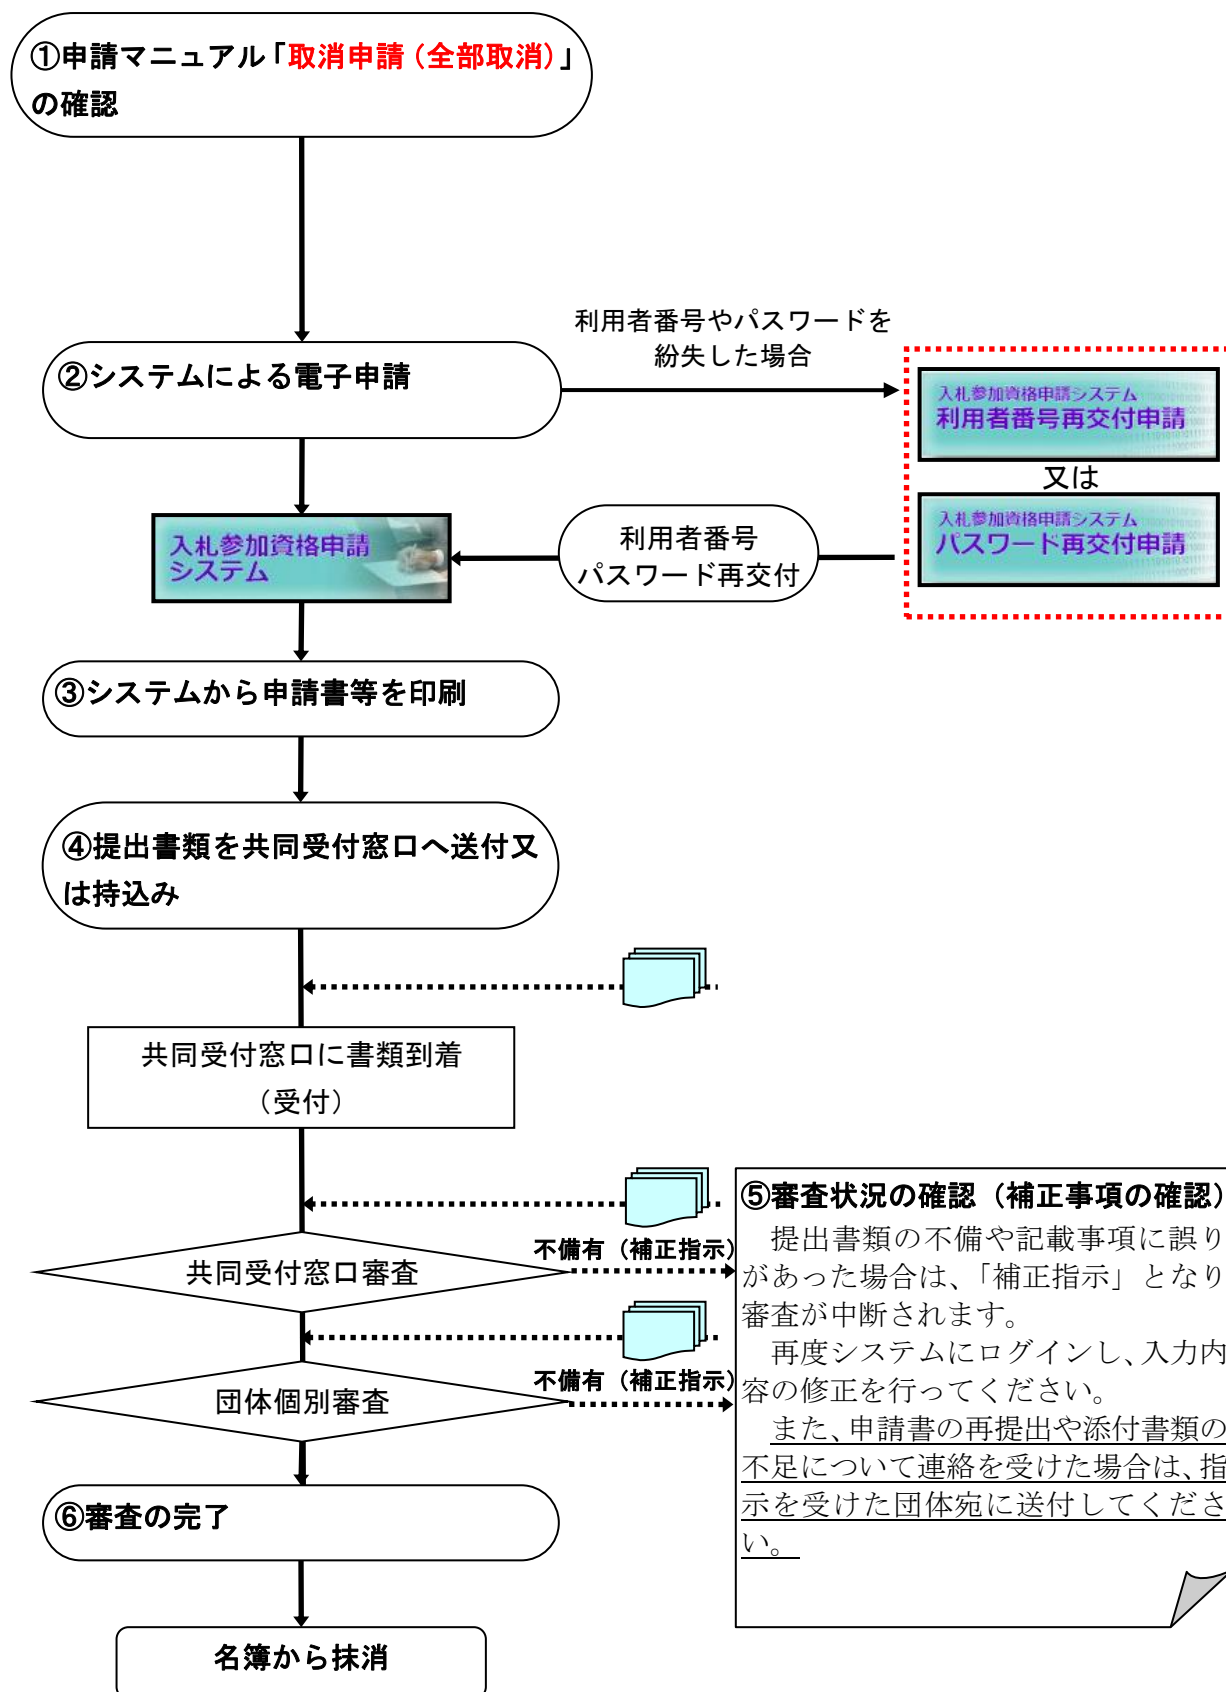 ①申請マニュアル「取消申請（全部取消）」
の確認
利用者番号やパスワードを
紛失した場合
②システムによる電子申請
入札参加資格申請システム
利用者番号再交付申請
又は
入札参加資格申請システム
パスワード再交付申請
入札参加資格申請
システム
利用者番号
パスワード再交付
③システムから申請書等を印刷
④提出書類を共同受付窓口へ送付又
は持込み
共同受付窓口に書類到着
（受付）
共同受付窓口審査
不備有（補正指示）
団体個別審査
不備有（補正指示）
⑤審査状況の確認（補正事項の確認）
提出書類の不備や記載事項に誤り
があった場合は、「補正指示」となり
審査が中断されます。
再度システムにログインし、入力内
容の修正を行ってください。
また、申請書の再提出や添付書類の
不足について連絡を受けた場合は、指
示を受けた団体宛に送付してくださ
い。
⑥審査の完了
名簿から抹消